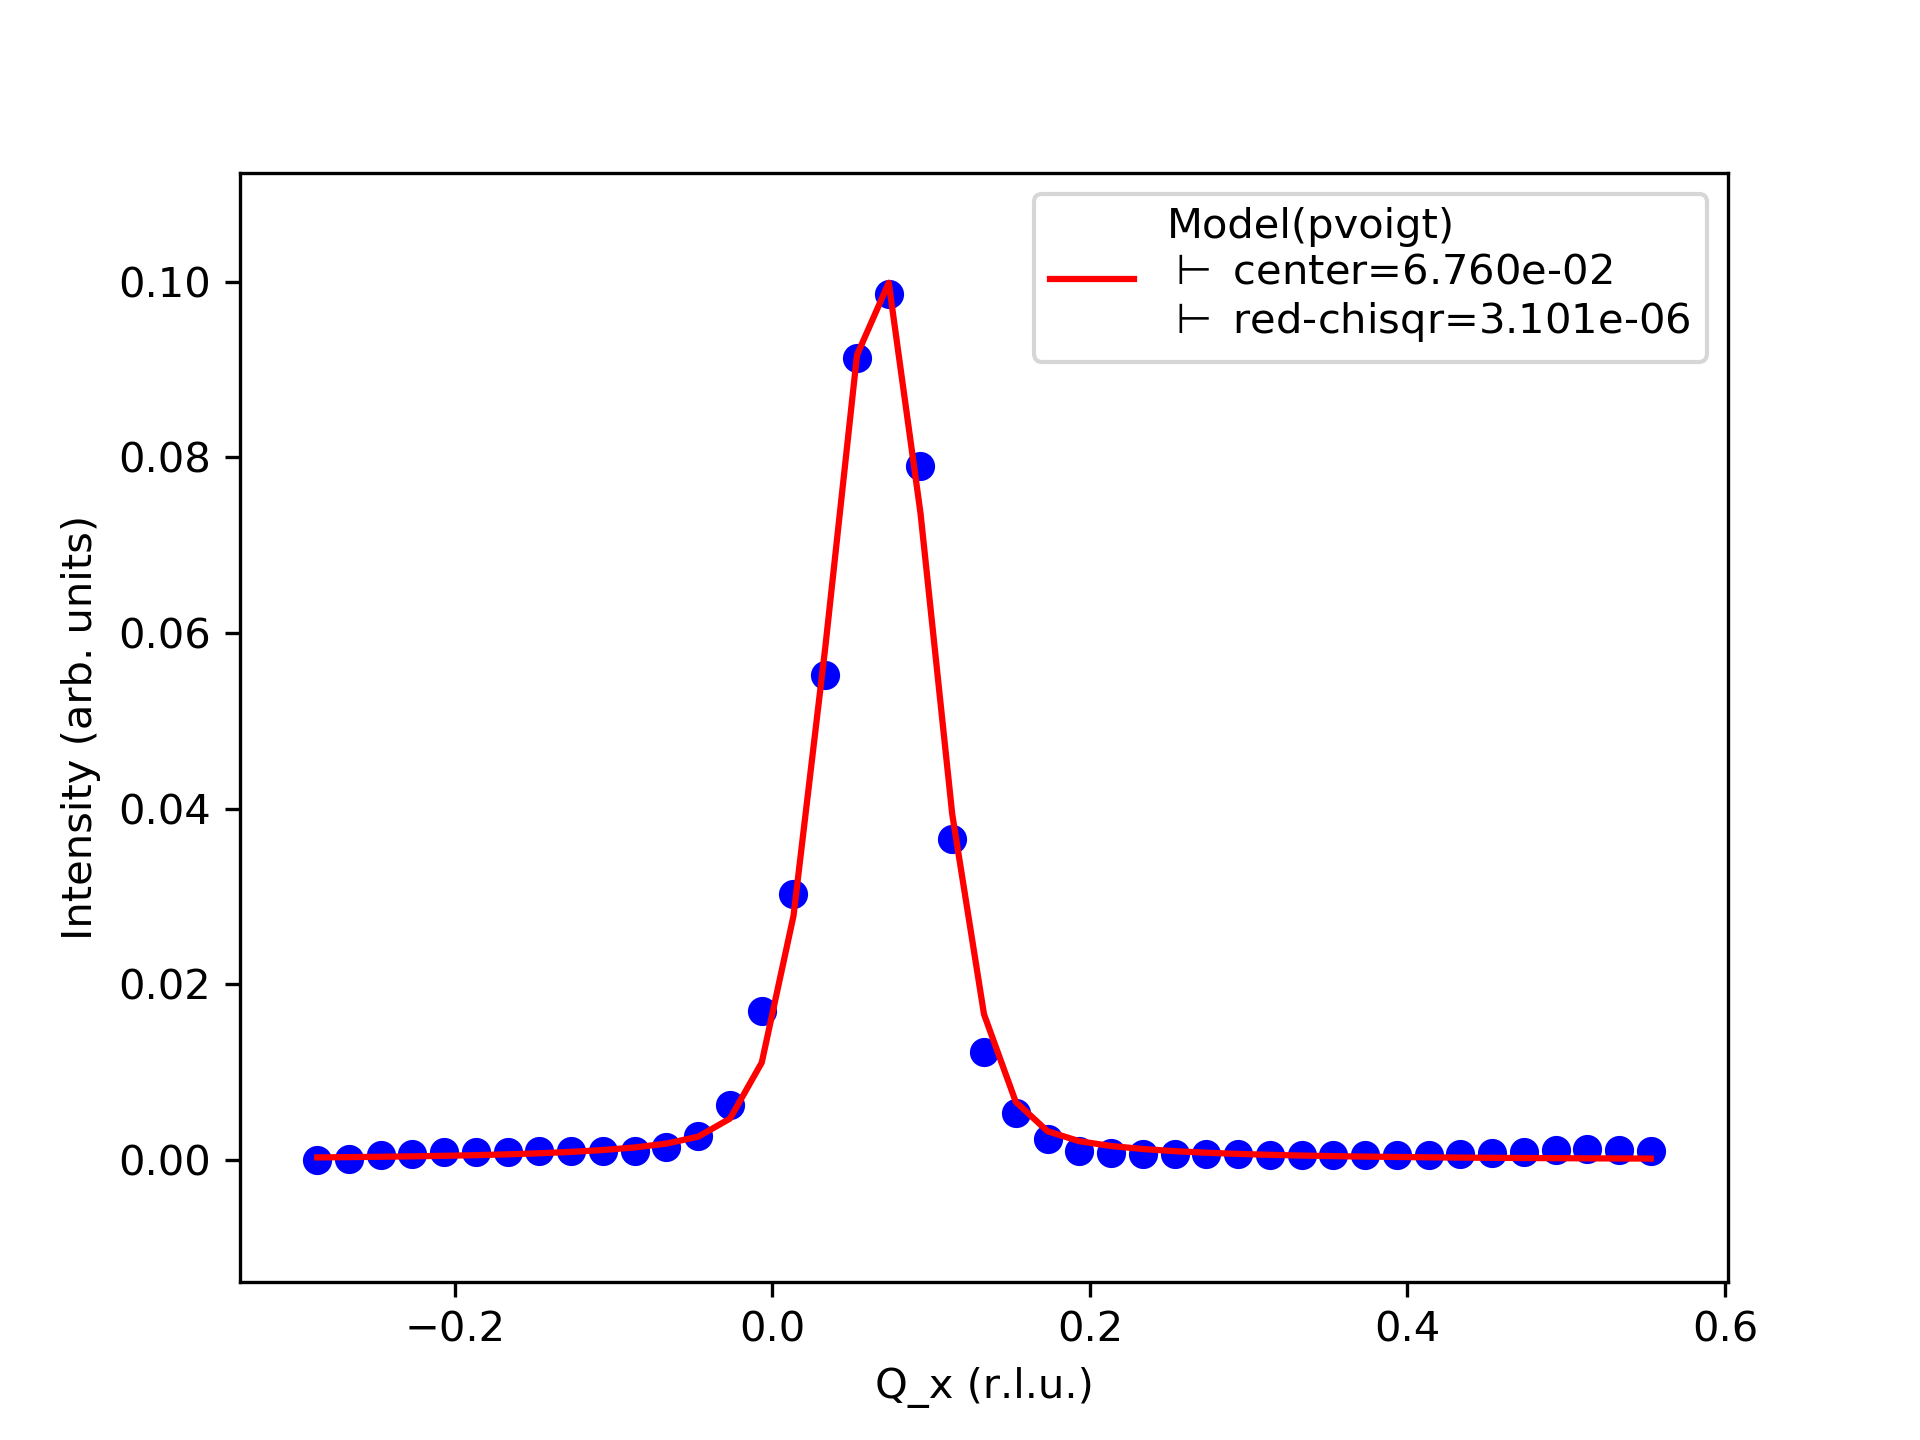 Model(pvoigt)
⊢ center=6.760e-02
⊢ red-chisqr=3.101e-06
0.10
0.08
0.06
0.04
0.02
0.00
Intensity (arb. units)
−0.2
0.0
0.2
0.4
0.6
Q_x (r.l.u.)